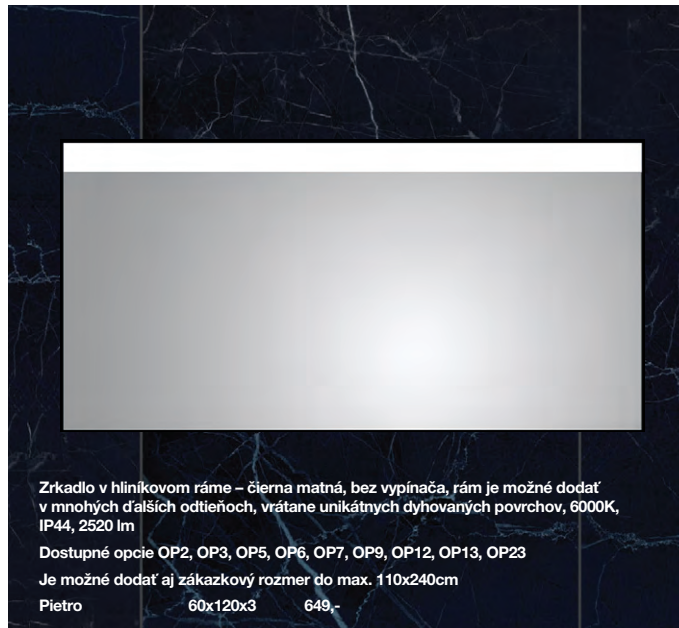 Zrkadlo v hliníkovom ráme – čierna matná, bez vypínača, rám je možné dodať
v mnohých ďalších odtieňoch, vrátane unikátnych dyhovaných povrchov, 6000K,
IP44, 2520 lm
Dostupné opcie OP2, OP3, OP5, OP6, OP7, OP9, OP12, OP13, OP23
Je možné dodať aj zákazkový rozmer do max. 110x240cm
Pietro 60x120x3 649,-